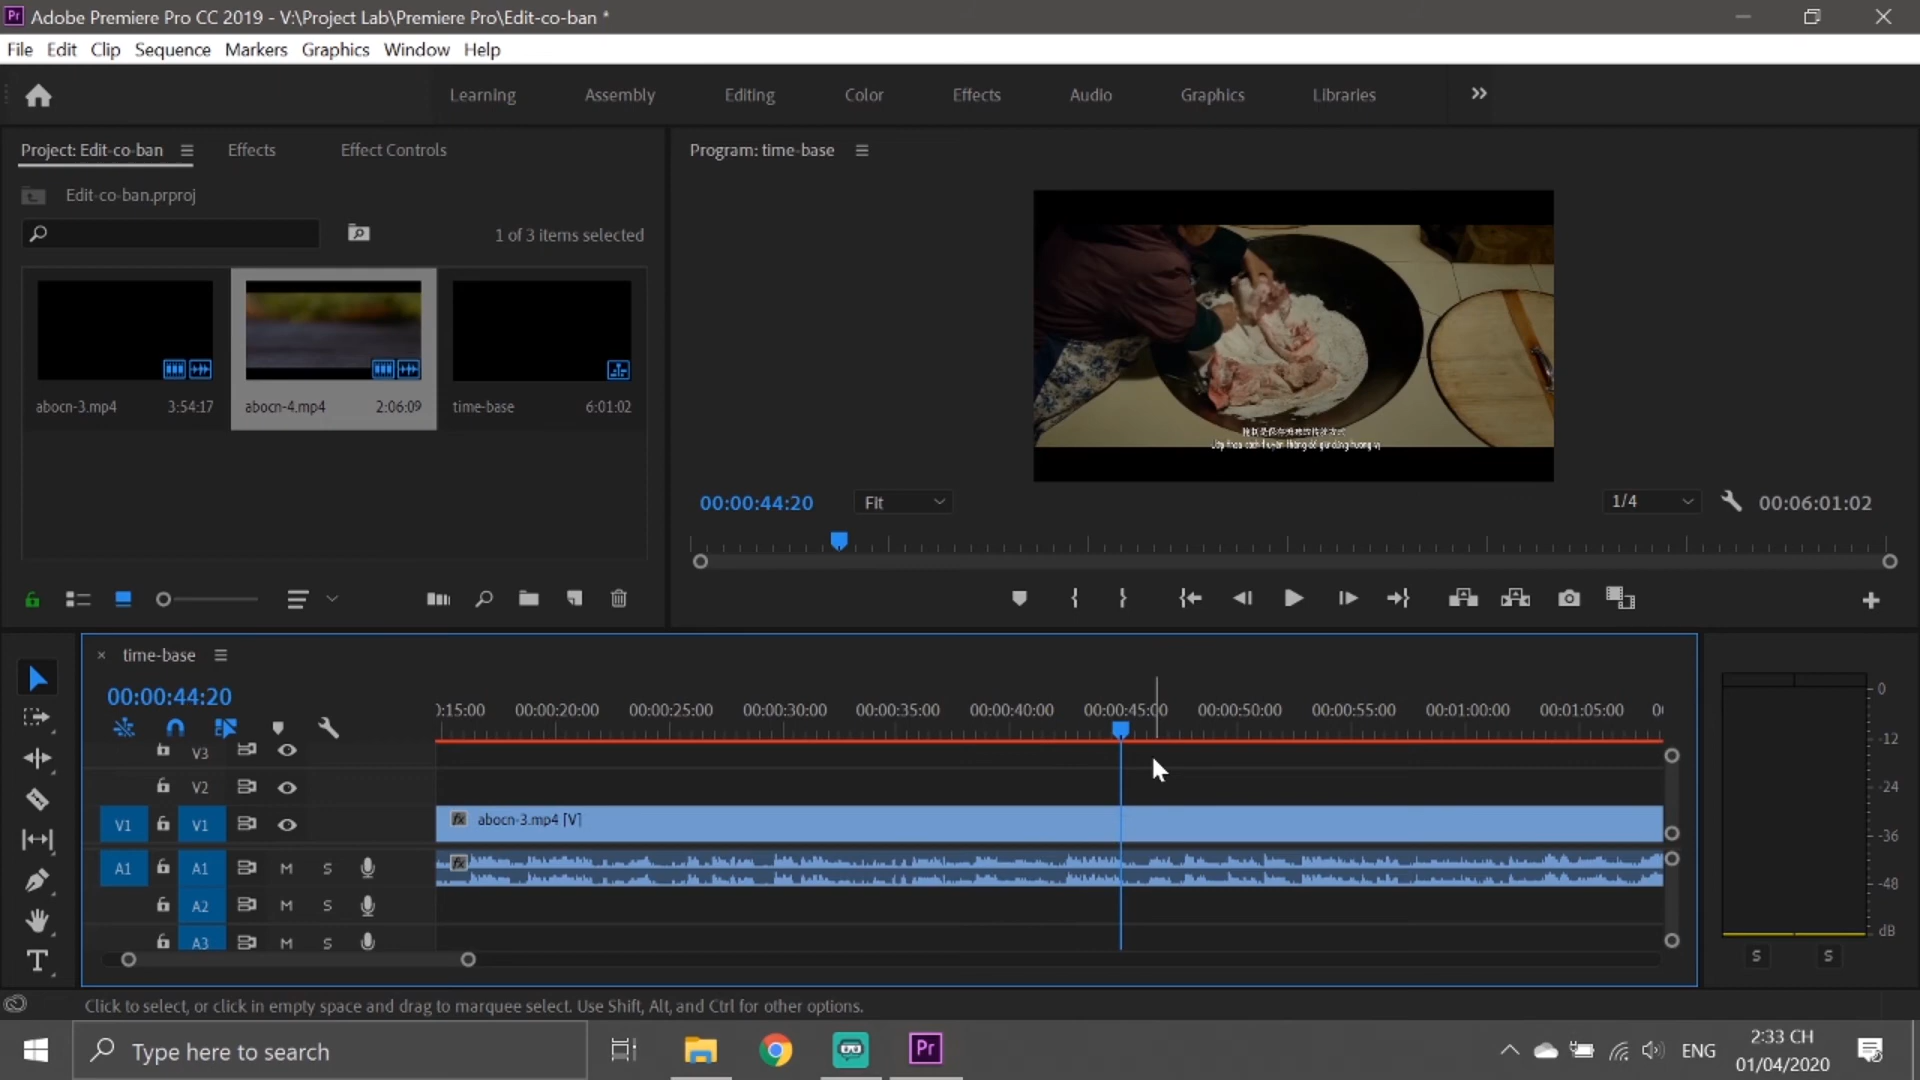 Adobe Premiere Pro CC 2019 - V:\Project Lab\Premiere Pro\Edit-co-ban *
File Edit Clip Sequence Markers Graphics Window Help
Learning Assembly Editing Color Effects Audio Graphics Libraries
Project: Edit-co-ban Effects Effect Controls
Program: time-base
Edit-co-ban.prproj
1 of 3 items selected
abocn-3.mp4 3:54:17
abocn-4.mp4 2:06:09
time-base 6:01:02
00:00:44:20 Fit 1/4 00:06:01:02
time-base
00:00:44:20
):15:00 00:00:20:00 00:00:25:00 00:00:30:00 00:00:35:00 00:00:40:00 00:00:45:00 00:00:50:00 00:00:55:00 00:01:00:00 00:01:05:00
V3
V2
V1 V1 fx abocn-3.mp4 [V]
A1 A1 M S fx
A2 M S
A3 M S
0
-12
-24
-36
-48
dB
S S
Click to select, or click in empty space and drag to marquee select. Use Shift, Alt, and Ctrl for other options.
Type here to search
Pr
ENG
2:33 CH
01/04/2020